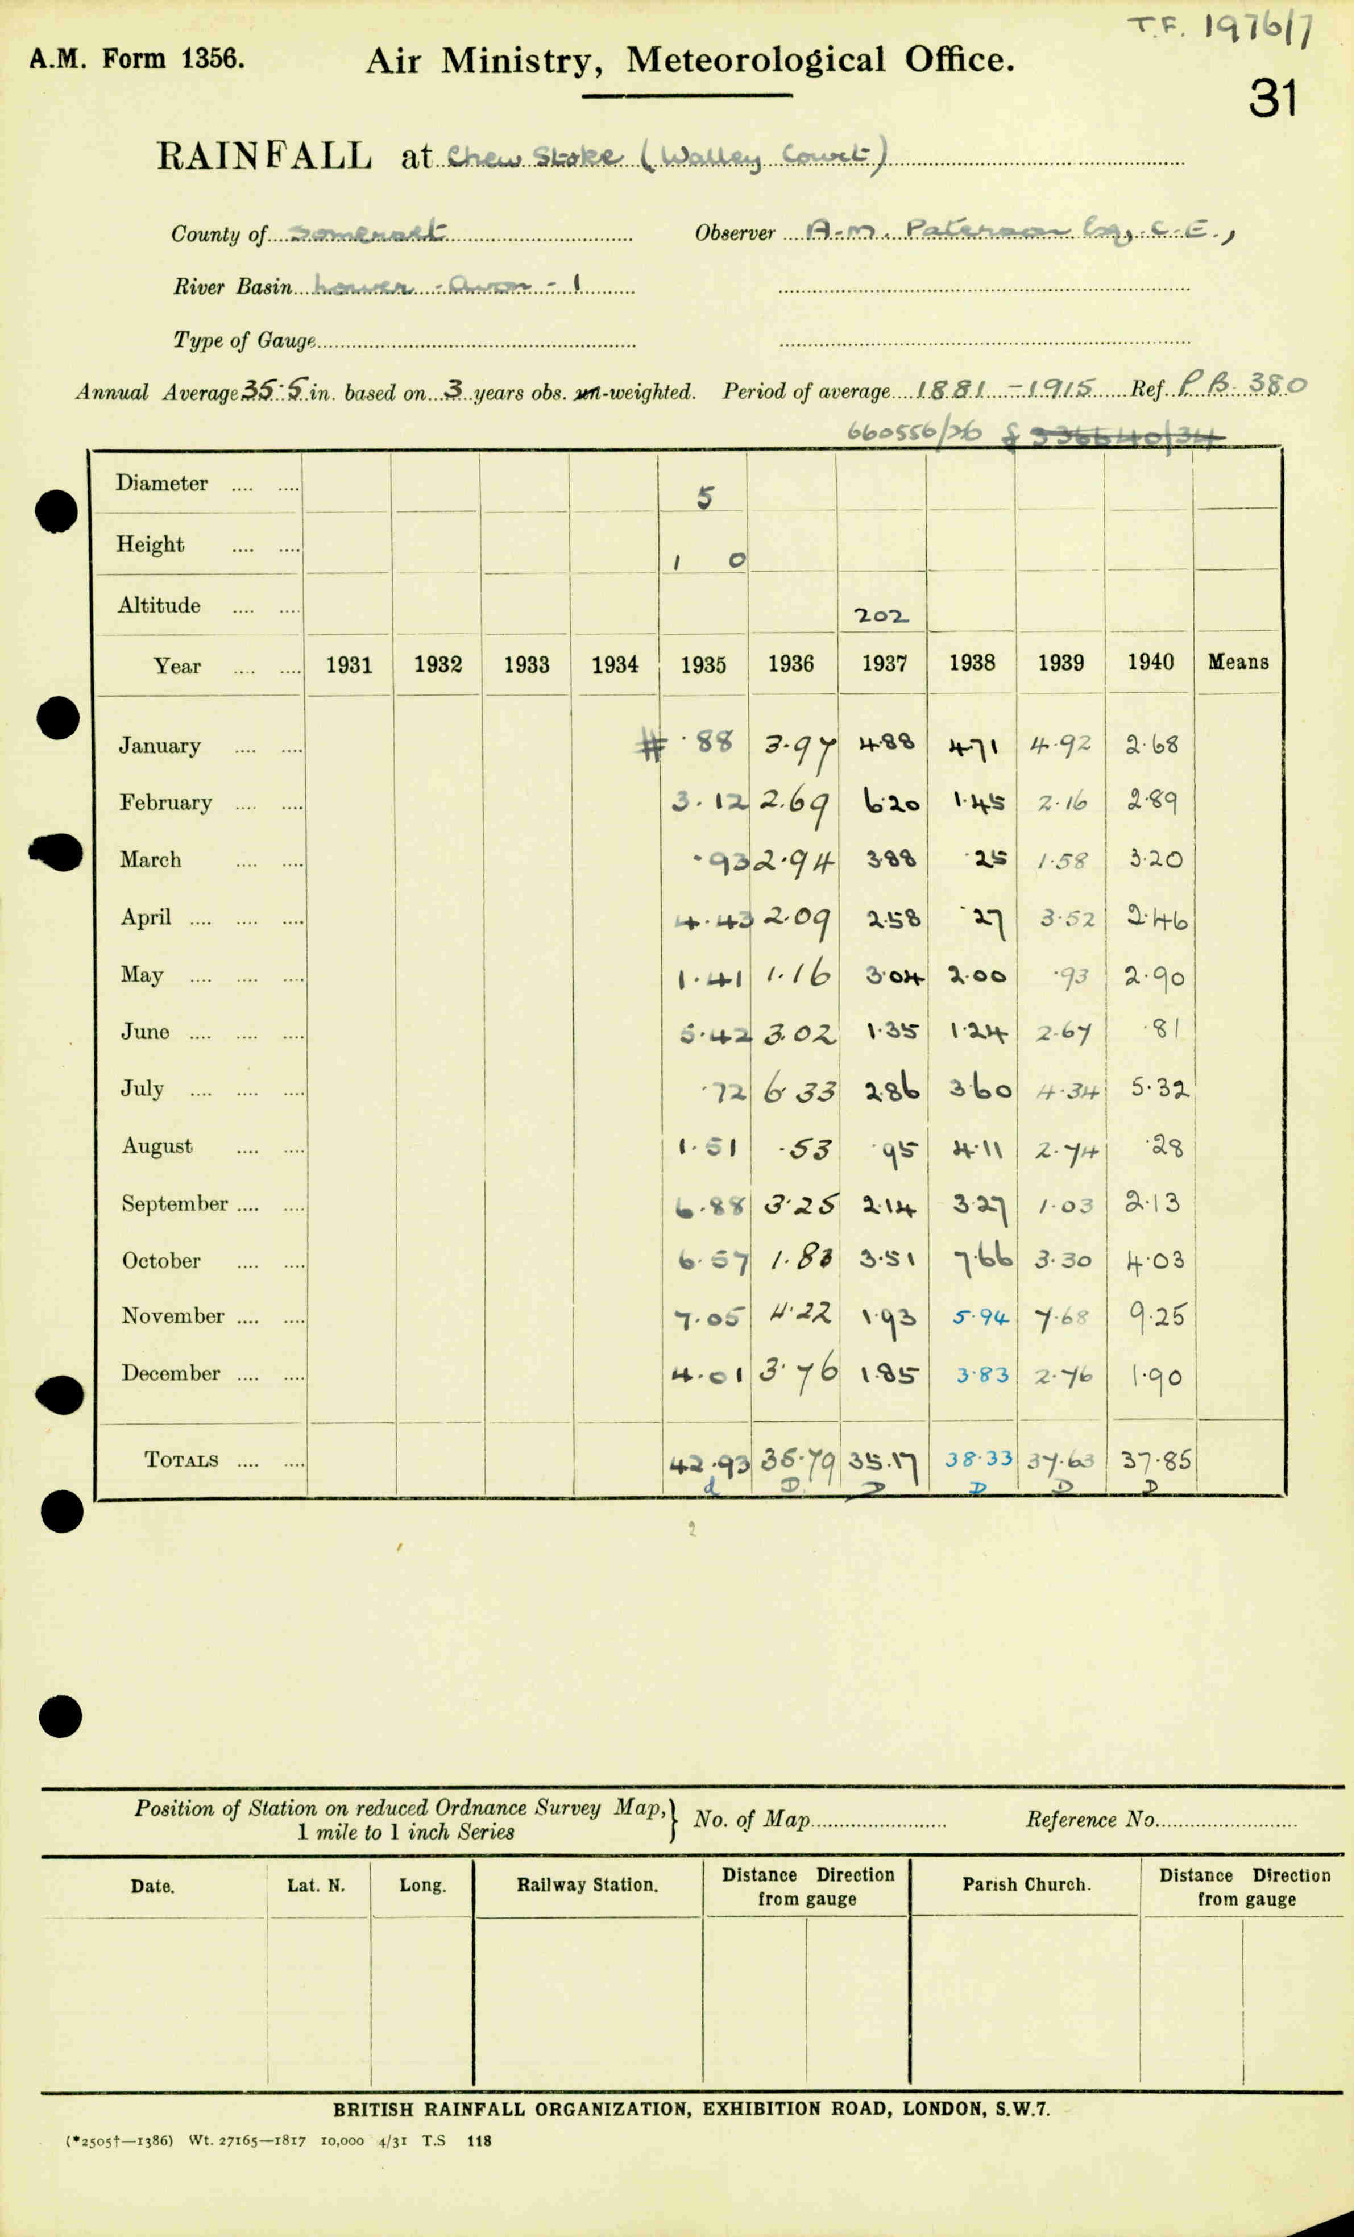 T.F. 1976/7
A.M. Form 1356. Air Ministry, Meteorological Office.
31
RAINFALL at Chew Stoke (Walley Court)
County of Somerset Observer A.M. Paterson Esq, C.E.,
River Basin Lower - Avon - 1
Type of Gauge
Annual Average 35.5 in. based on 3 years obs. un-weighted. Period of average 1881 - 1915 Ref. P.B. 380
660556/26 & 336640/34
Diameter 5
Height 1 0
Altitude 202
Year 1931 1932 1933 1934 1935 1936 1937 1938 1939 1940 Means
January # .88 3.97 4.88 4.71 4.92 2.68
February 3.12 2.69 6.20 1.45 2.16 2.89
March .93 2.94 3.88 .25 1.58 3.20
April 4.43 2.09 2.58 .27 3.52 2.46
May 1.41 1.16 3.04 2.00 .93 2.90
June 5.42 3.02 1.35 1.24 2.67 .81
July .72 6.33 2.86 3.60 4.34 5.32
August 1.51 .53 .95 4.11 2.74 .28
September 6.88 3.25 2.14 3.27 1.03 2.13
October 6.57 1.83 3.51 7.66 3.30 4.03
November 7.05 4.22 1.93 5.94 7.68 9.25
December 4.01 3.76 1.85 3.83 2.76 1.90
TOTALS 42.93 35.79 35.17 38.33 37.63 37.85
d D D D D D
2
Position of Station on reduced Ordnance Survey Map, } No. of Map Reference No.
1 mile to 1 inch Series
Date. Lat. N. Long. Railway Station. Distance Direction Parish Church. Distance Direction
from gauge from gauge
BRITISH RAINFALL ORGANIZATION, EXHIBITION ROAD, LONDON, S.W.7.
(*2505†—1386) Wt. 27165—1817 10,000 4/31 T.S 118